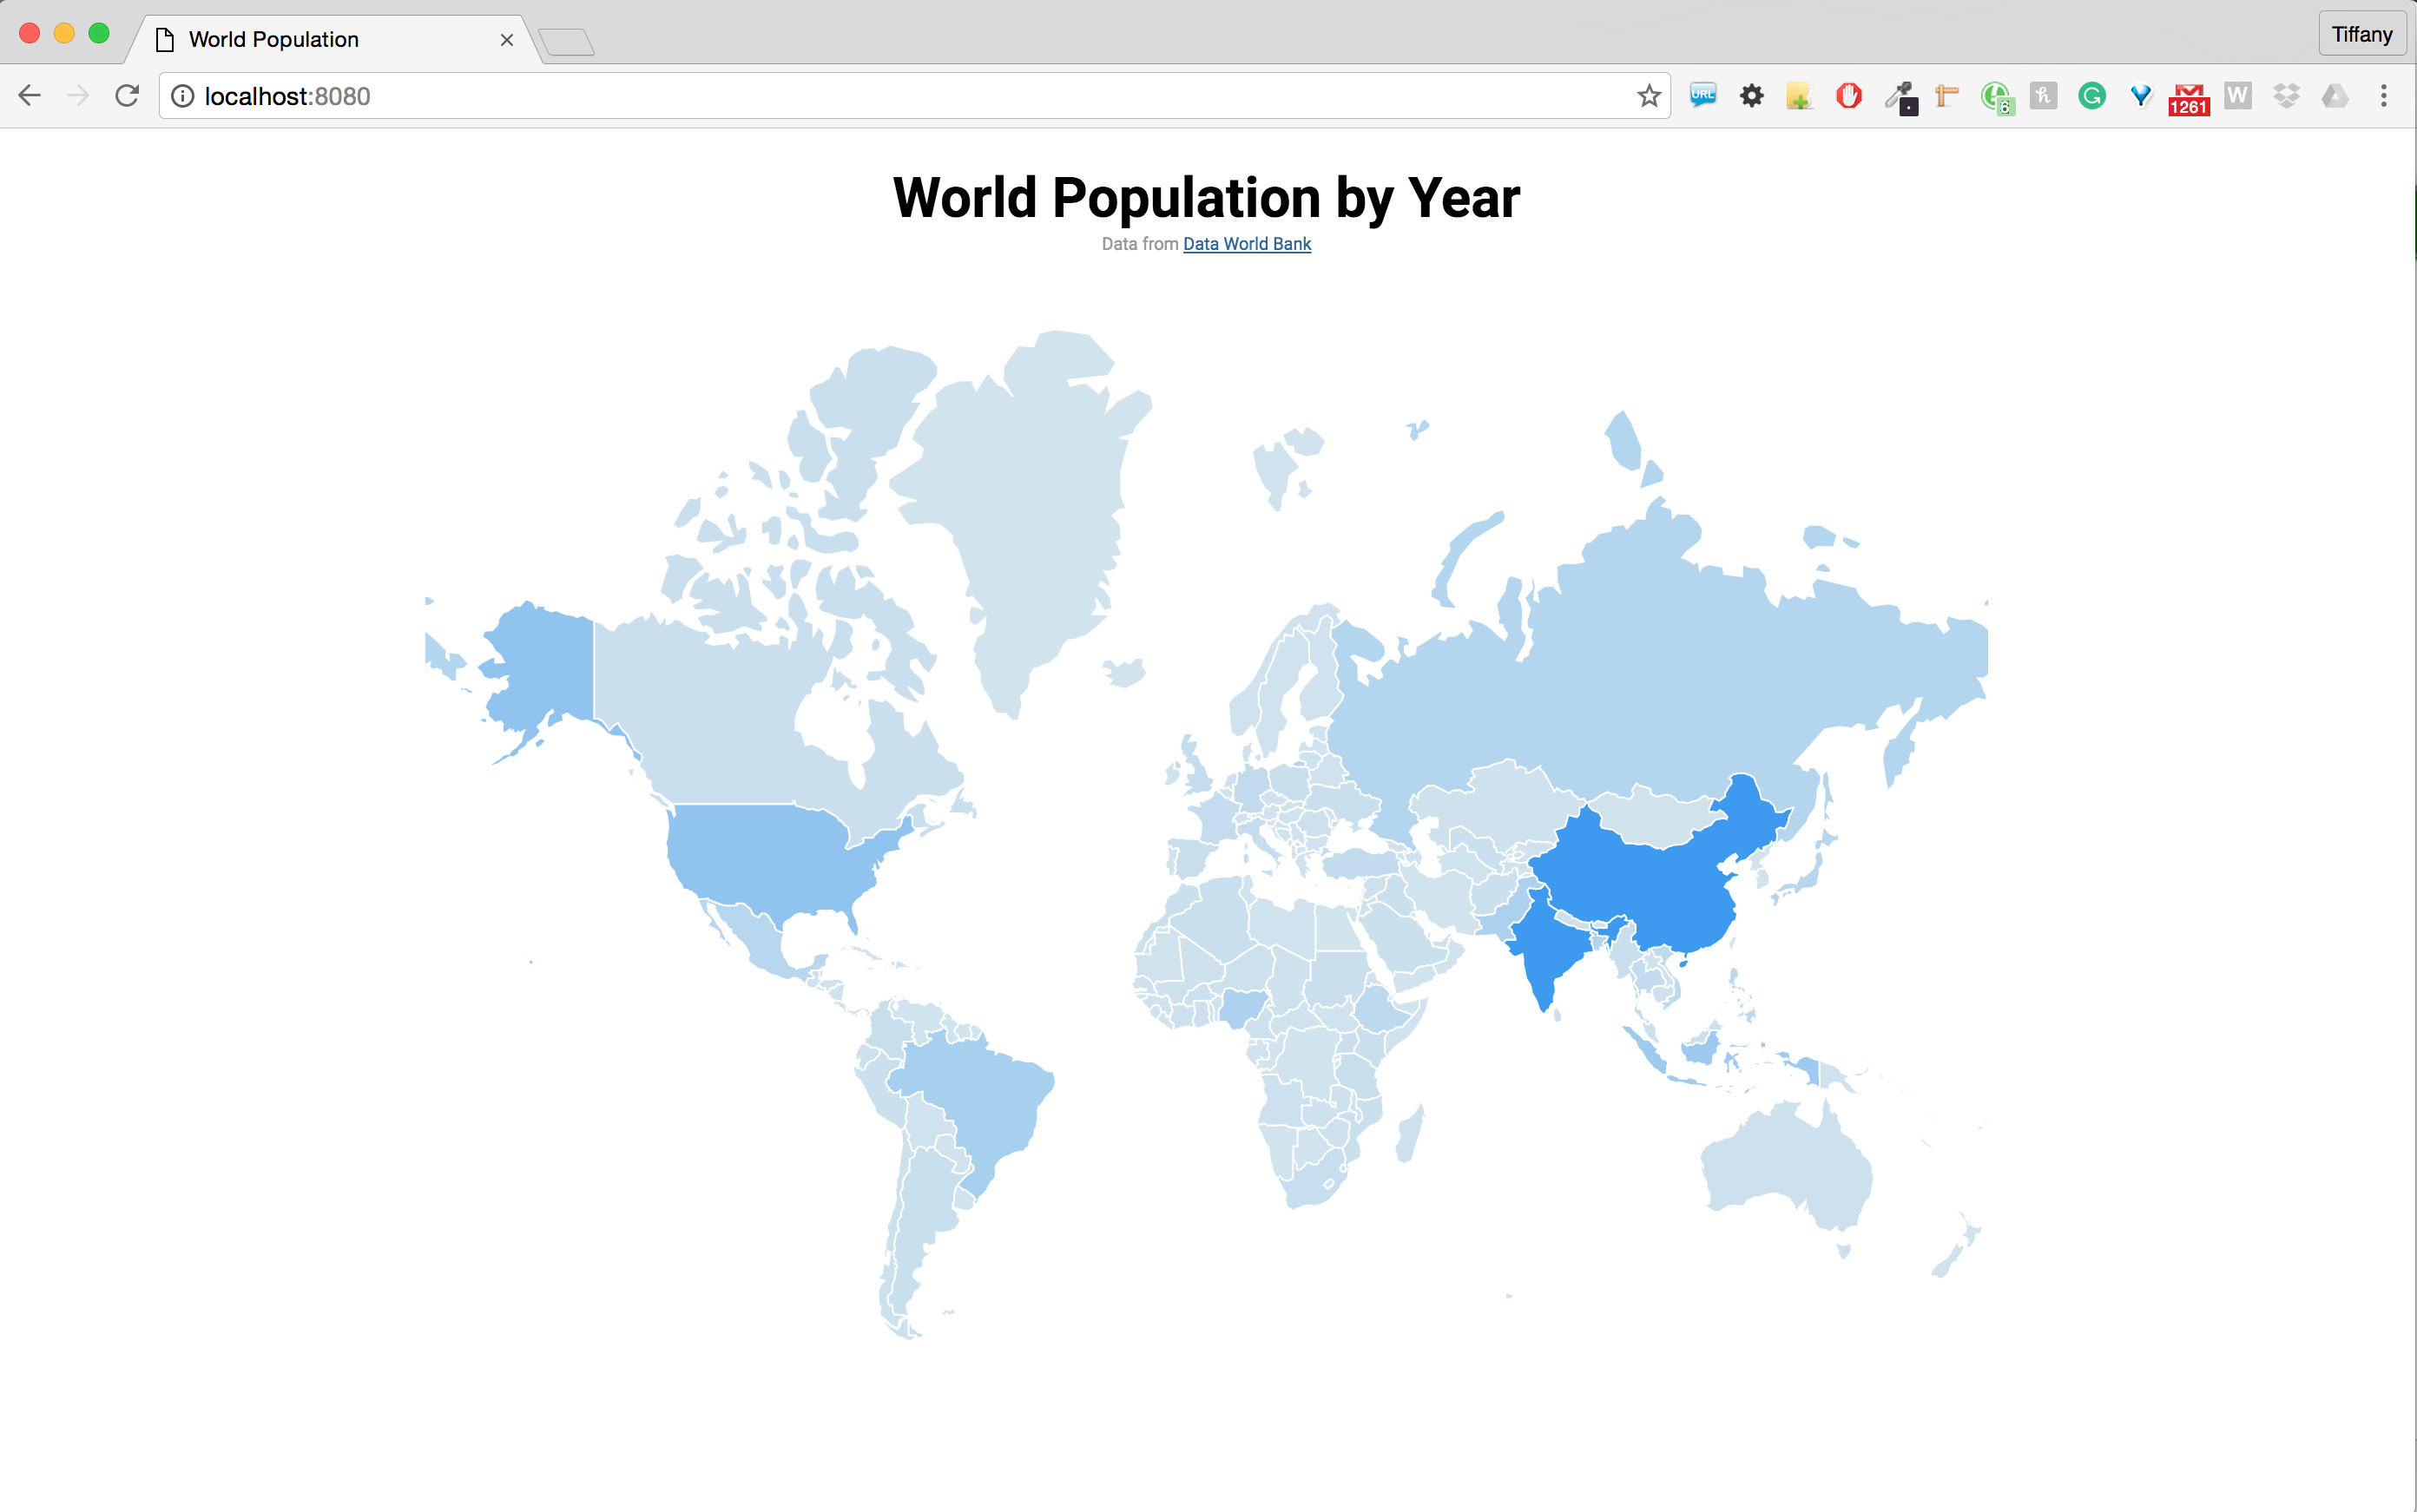 World Population
Tiffany
localhost:8080
URL
6
h
G
1261
W
World Population by Year
Data from Data World Bank